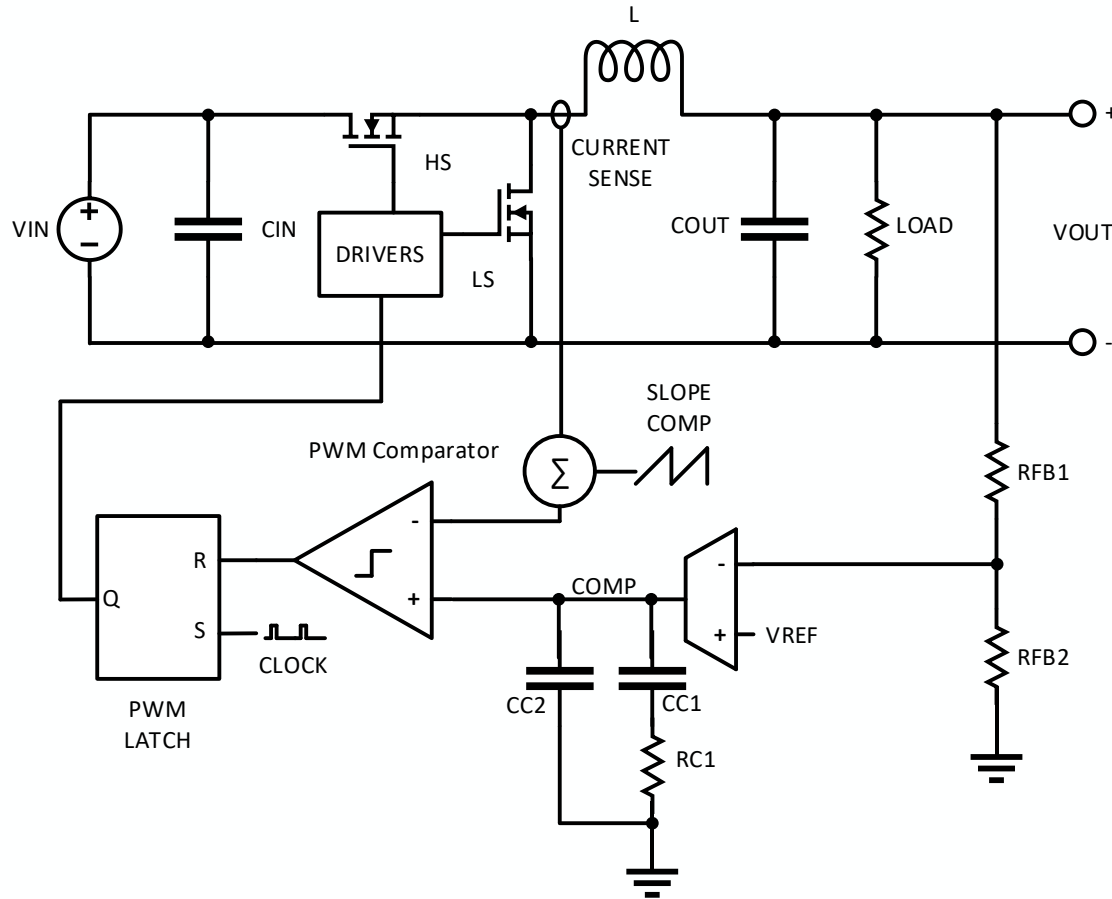 L
+
HS
CURRENT
SENSE
VIN
+
−
CIN
DRIVERS
LS
COUT
LOAD
VOUT
-
SLOPE
COMP
PWM Comparator
Σ
RFB1
-
R
COMP
-
Q
+
+
VREF
S
CLOCK
RFB2
CC2
CC1
PWM
LATCH
RC1